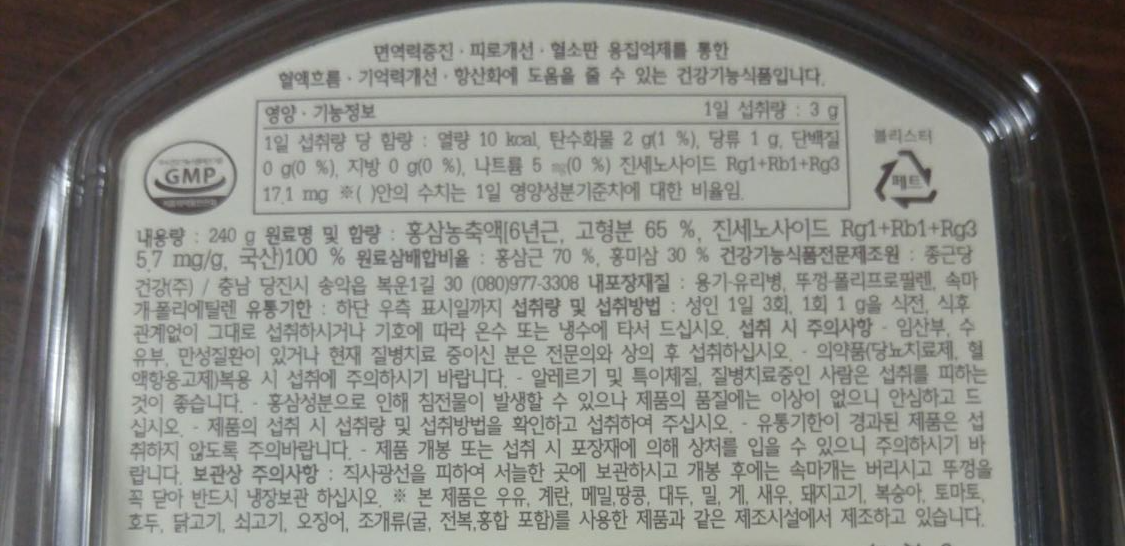 면역력증진 · 피로개선 · 혈소판 응집억제를 통한
혈액흐름 · 기억력개선 · 항산화에 도움을 줄 수 있는 건강기능식품입니다.
영양 · 기능정보 1일 섭취량 : 3 g
1일 섭취량 당 함량 : 열량 10 kcal, 탄수화물 2 g(1 %), 당류 1 g, 단백질
0 g(0 %), 지방 0 g(0 %), 나트륨 5 mg(0 %) 진세노사이드 Rg1+Rb1+Rg3
17.1 mg ※( )안의 수치는 1일 영양성분기준치에 대한 비율임.
GMP
블리스터
페트
내용량 : 240 g 원료명 및 함량 : 홍삼농축액[6년근, 고형분 65 %, 진세노사이드 Rg1+Rb1+Rg3
5.7 mg/g, 국산)100 % 원료삼배합비율 : 홍삼근 70 %, 홍미삼 30 % 건강기능식품전문제조원 : 종근당
건강(주) / 충남 당진시 송악읍 복운1길 30 (080)977-3308 내포장재질 : 용기-유리병, 뚜껑-폴리프로필렌, 속마
개-폴리에틸렌 유통기한 : 하단 우측 표시일까지 섭취량 및 섭취방법 : 성인 1일 3회, 1회 1 g을 식전, 식후
관계없이 그대로 섭취하시거나 기호에 따라 온수 또는 냉수에 타서 드십시오. 섭취 시 주의사항 - 임산부, 수
유부, 만성질환이 있거나 현재 질병치료 중이신 분은 전문의와 상의 후 섭취하십시오. - 의약품(당뇨치료제, 혈
액항응고제)복용 시 섭취에 주의하시기 바랍니다. - 알레르기 및 특이체질, 질병치료중인 사람은 섭취를 피하는
것이 좋습니다. - 홍삼성분으로 인해 침전물이 발생할 수 있으나 제품의 품질에는 이상이 없으니 안심하고 드
십시오. - 제품의 섭취 시 섭취량 및 섭취방법을 확인하고 섭취하여 주십시오. - 유통기한이 경과된 제품은 섭
취하지 않도록 주의바랍니다. - 제품 개봉 또는 섭취 시 포장재에 의해 상처를 입을 수 있으니 주의하시기 바
랍니다. 보관상 주의사항 : 직사광선을 피하여 서늘한 곳에 보관하시고 개봉 후에는 속마개는 버리시고 뚜껑을
꼭 닫아 반드시 냉장보관 하십시오. ※ 본 제품은 우유, 계란, 메밀,땅콩, 대두, 밀, 게, 새우, 돼지고기, 복숭아, 토마토,
호두, 닭고기, 쇠고기, 오징어, 조개류(굴, 전복,홍합 포함)를 사용한 제품과 같은 제조시설에서 제조하고 있습니다.